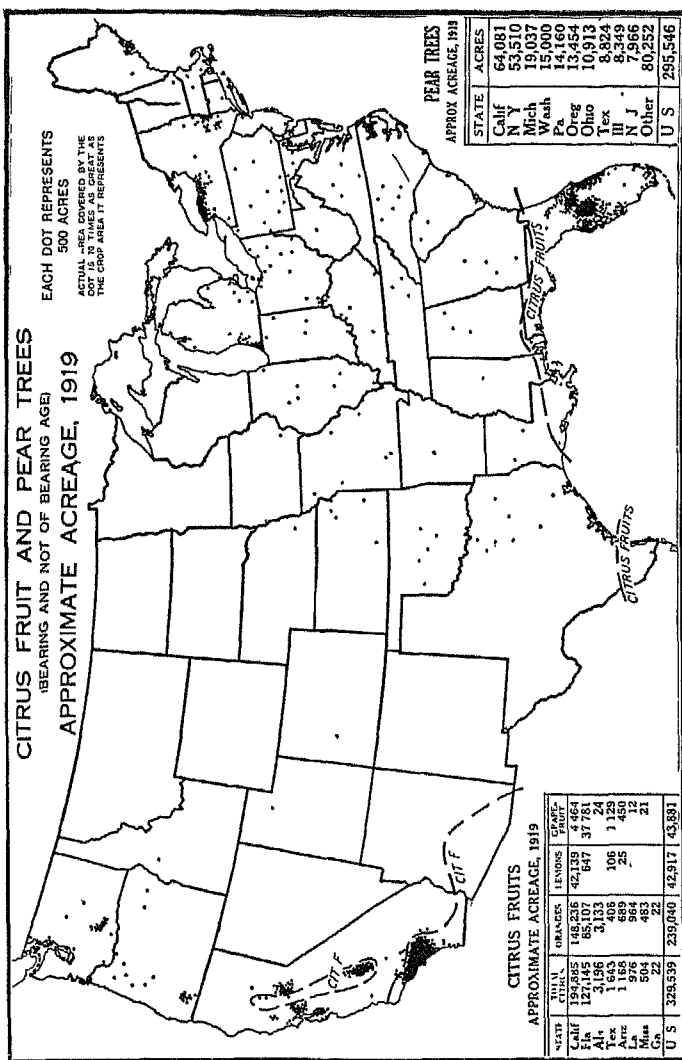 CITRUS FRUIT AND PEAR TREES
(BEARING AND NOT OF BEARING AGE)
APPROXIMATE ACREAGE, 1919
EACH DOT REPRESENTS
500 ACRES
ACTUAL AREA COVERED BY THE
DOT IS 70 TIMES AS GREAT AS
THE CROP AREA IT REPRESENTS
CIT F
CIT F
CITRUS FRUITS
CITRUS FRUITS
CITRUS FRUITS
APPROXIMATE ACREAGE, 1919
STATE TOTAL CITRUS ORANGES LEMONS GRAPE-FRUIT
Calif 194,885 148,236 42,139 4 464
Fla 127,145 85,107 647 37 781
Ala 3,196 3,133 24
Tex 1 643 406 106 1 129
Ariz 1 168 689 25 450
La 976 964 12
Miss 504 483 21
Ga 22 22
U S 329,539 239,040 42,917 43,881
PEAR TREES
APPROX ACREAGE, 1919
STATE ACRES
Calif 64,081
N Y 53,510
Mich 19,037
Wash 15,000
Pa 14,160
Oreg 13,454
Ohio 10,913
Tex 8,824
Ill 8,349
N J 7,966
Other 80,252
U S 295,546